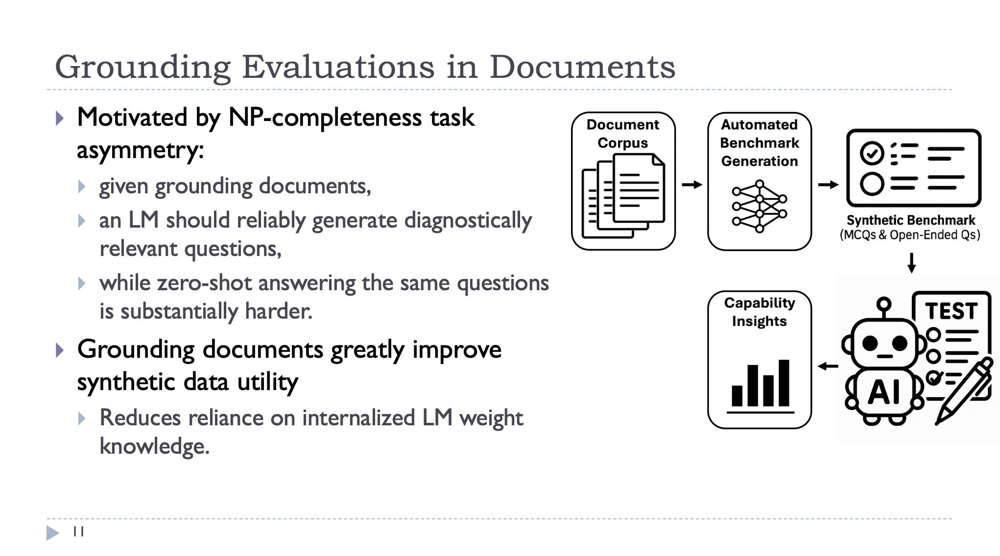 Grounding Evaluations in Documents
Motivated by NP-completeness task
asymmetry:
given grounding documents,
an LM should reliably generate diagnostically
relevant questions,
while zero-shot answering the same questions
is substantially harder.
Grounding documents greatly improve
synthetic data utility
Reduces reliance on internalized LM weight
knowledge.
Document
Corpus
Automated
Benchmark
Generation
Synthetic Benchmark
(MCQs & Open-Ended Qs)
TEST
AI
Capability
Insights
11